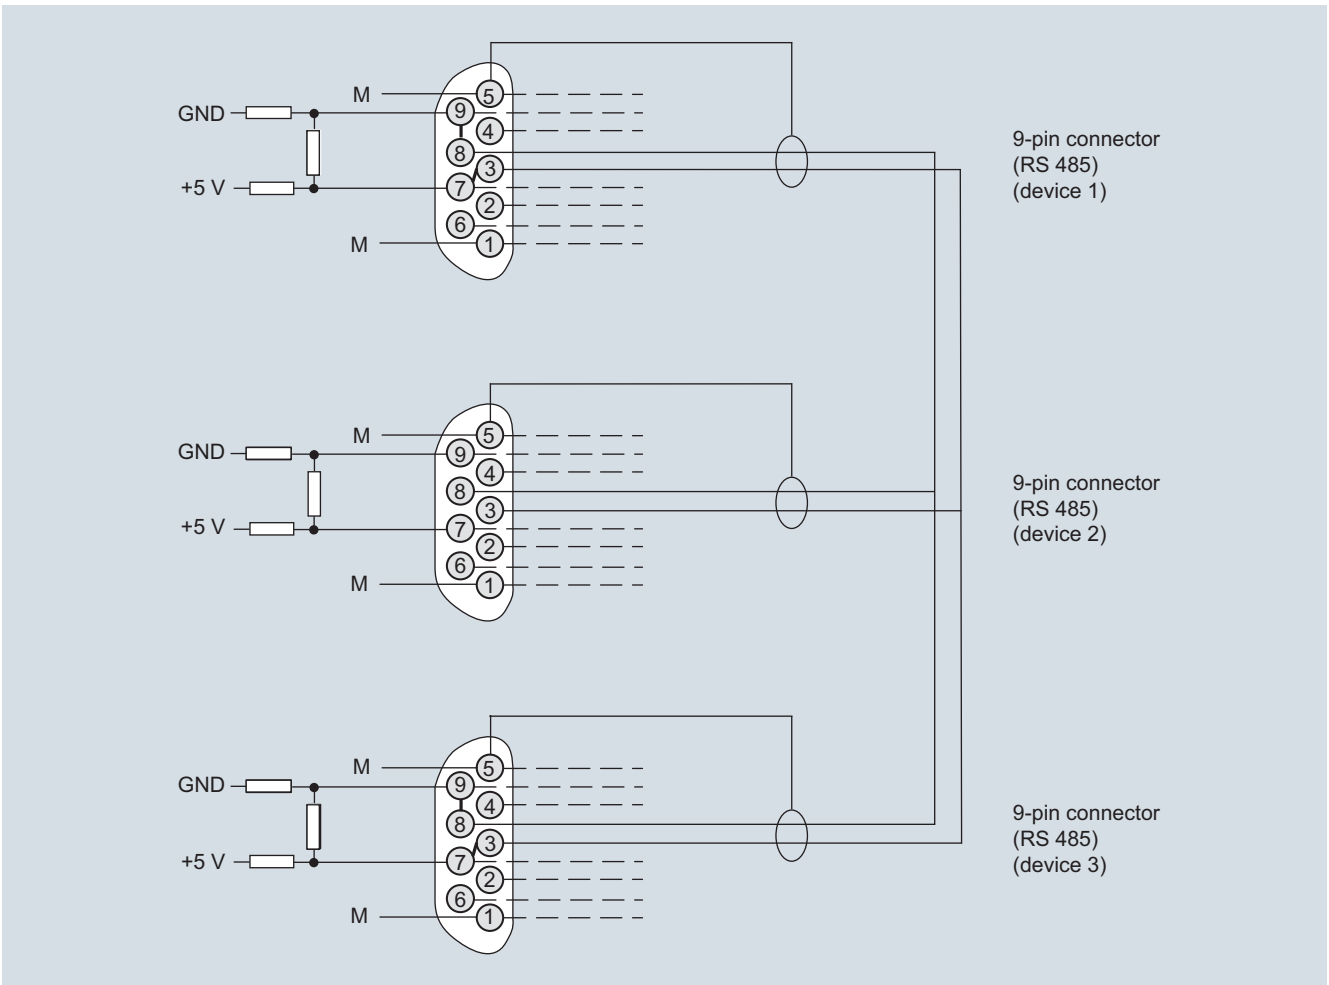 M
5
GND
9
4
8
3
+5 V
7
2
6
M
1
9-pin connector
(RS 485)
(device 1)
M
5
GND
9
4
8
3
+5 V
7
2
6
M
1
9-pin connector
(RS 485)
(device 2)
M
5
GND
9
4
8
3
+5 V
7
2
6
M
1
9-pin connector
(RS 485)
(device 3)